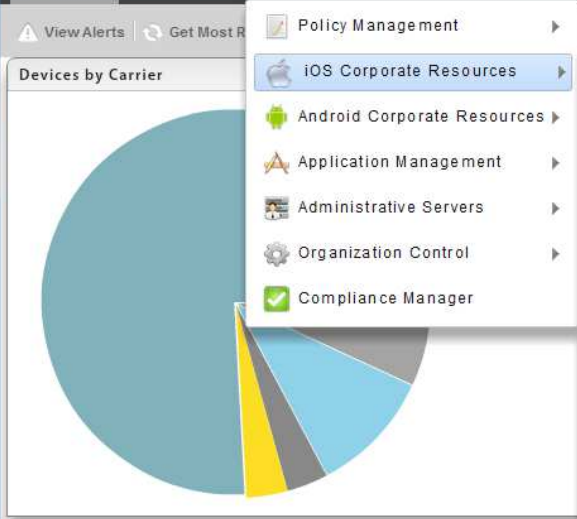 View Alerts Get Most R
Policy Management
Devices by Carrier
iOS Corporate Resources
Android Corporate Resources
Application Management
Administrative Servers
Organization Control
Compliance Manager